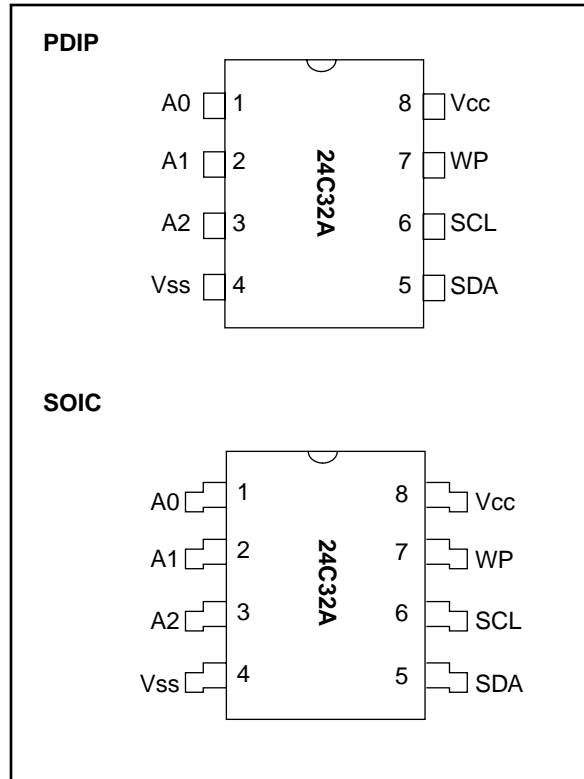 PDIP
A0 1 8 Vcc
A1 2 7 WP
A2 3 6 SCL
Vss 4 5 SDA
24C32A
SOIC
A0 1 8 Vcc
A1 2 7 WP
A2 3 6 SCL
Vss 4 5 SDA
24C32A